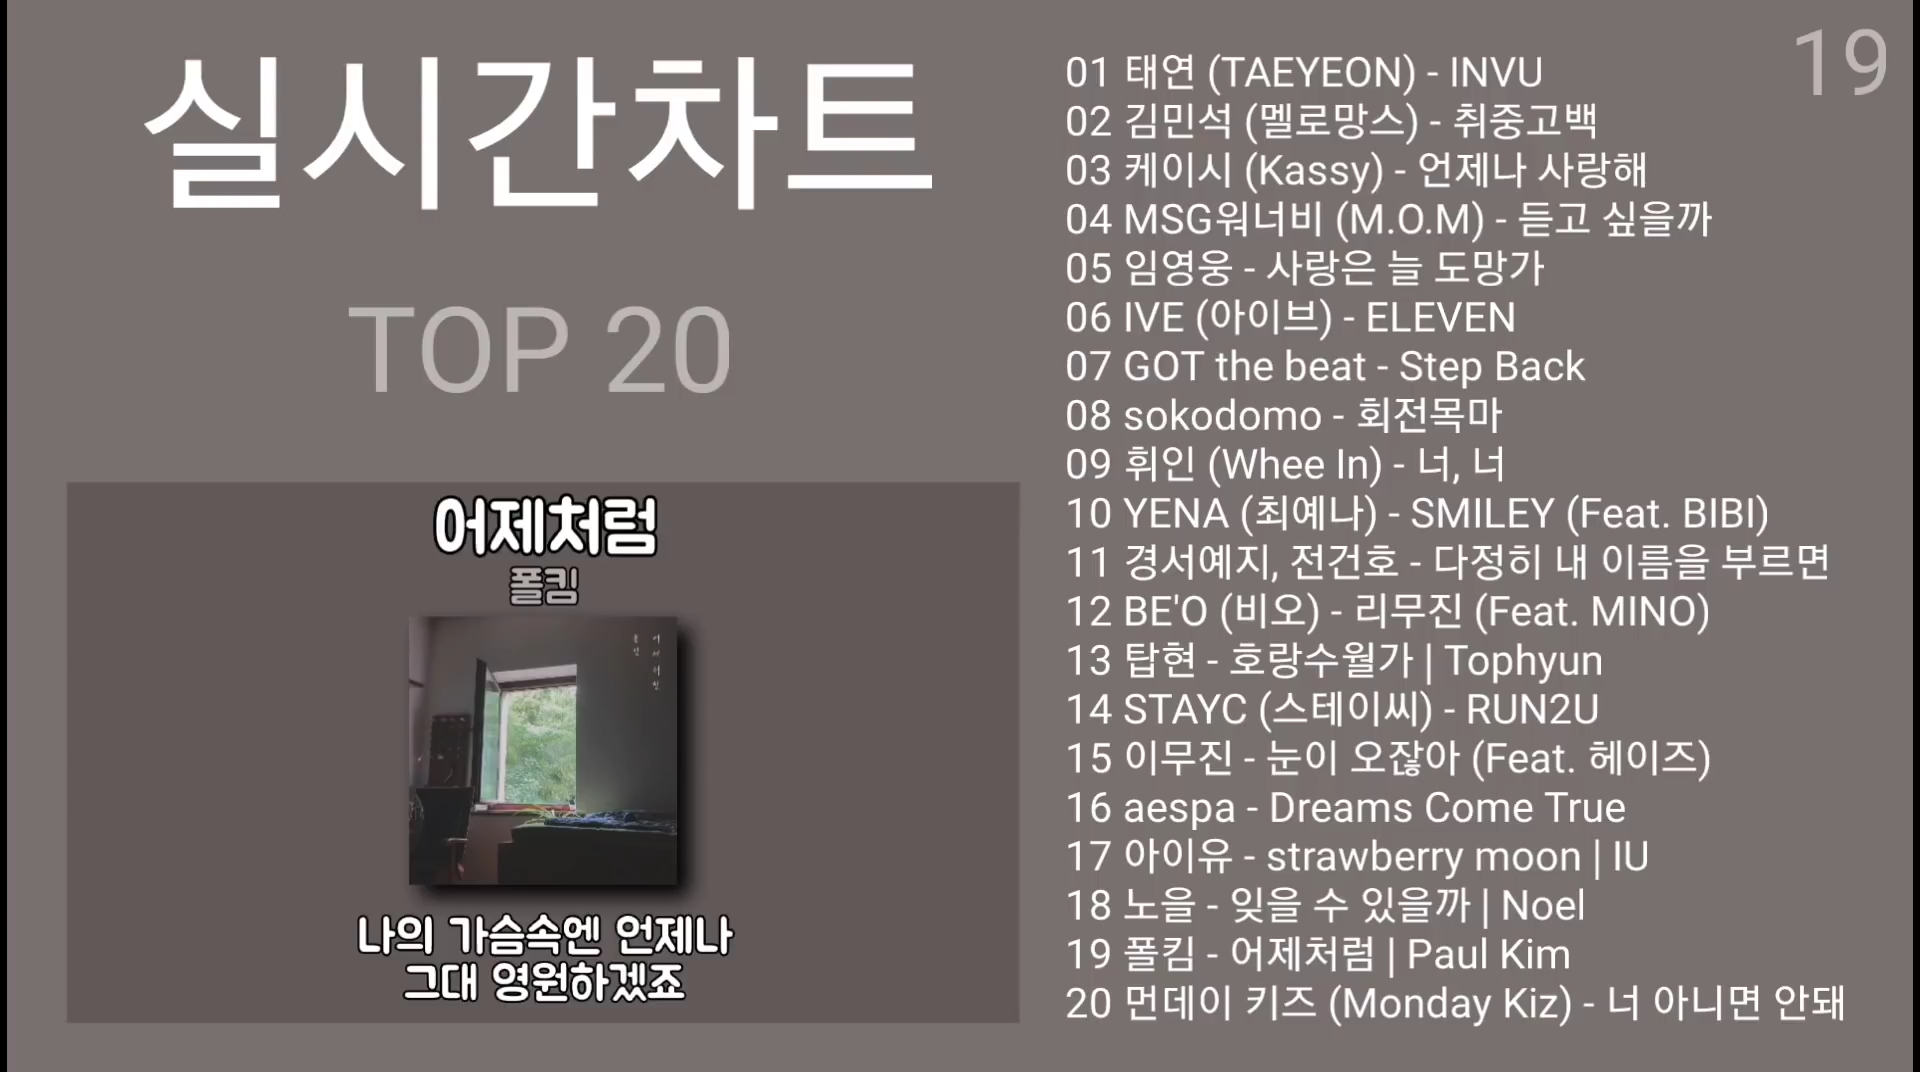 실시간차트
TOP 20
어제처럼
폴킴
어제처럼
폴킴
나의 가슴속엔 언제나
그대 영원하겠죠
19
01 태연 (TAEYEON) - INVU
02 김민석 (멜로망스) - 취중고백
03 케이시 (Kassy) - 언제나 사랑해
04 MSG워너비 (M.O.M) - 듣고 싶을까
05 임영웅 - 사랑은 늘 도망가
06 IVE (아이브) - ELEVEN
07 GOT the beat - Step Back
08 sokodomo - 회전목마
09 휘인 (Whee In) - 너, 너
10 YENA (최예나) - SMILEY (Feat. BIBI)
11 경서예지, 전건호 - 다정히 내 이름을 부르면
12 BE'O (비오) - 리무진 (Feat. MINO)
13 탑현 - 호랑수월가 | Tophyun
14 STAYC (스테이씨) - RUN2U
15 이무진 - 눈이 오잖아 (Feat. 헤이즈)
16 aespa - Dreams Come True
17 아이유 - strawberry moon | IU
18 노을 - 잊을 수 있을까 | Noel
19 폴킴 - 어제처럼 | Paul Kim
20 먼데이 키즈 (Monday Kiz) - 너 아니면 안돼